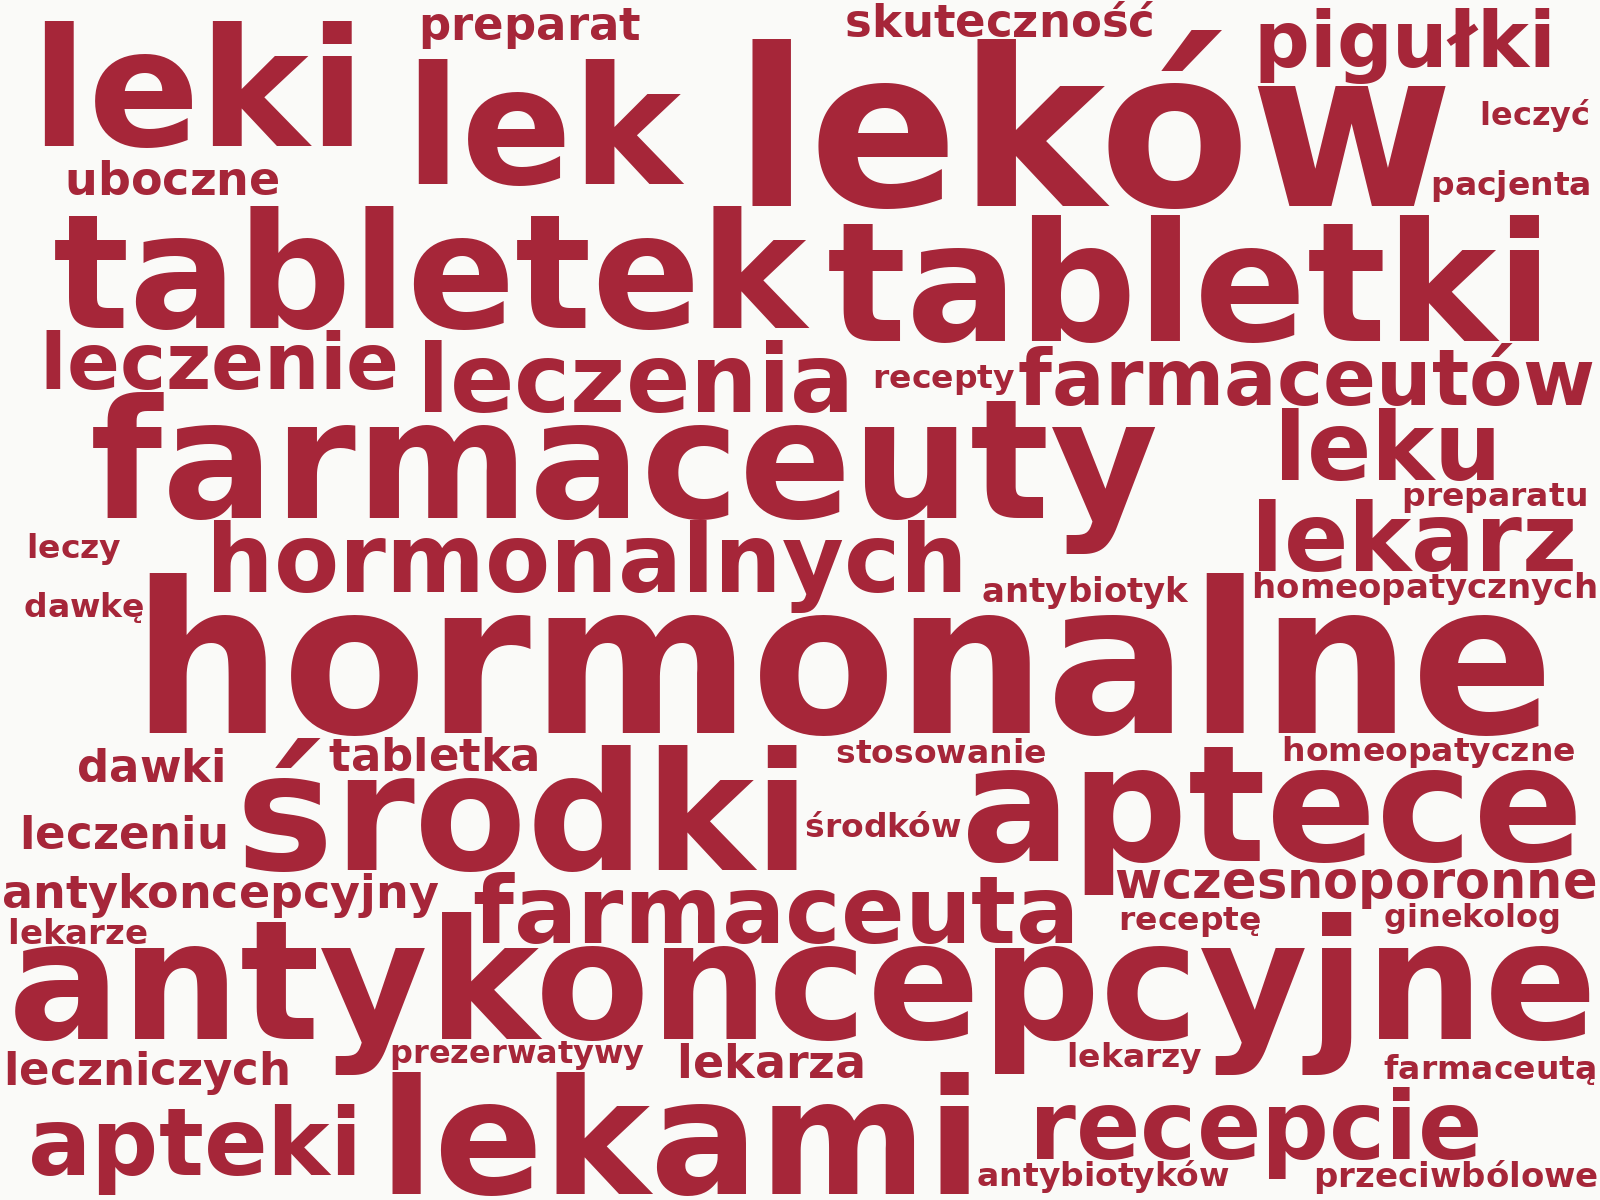 preparat skuteczność pigułki
leki lek leków leczyć
uboczne pacjenta
tabletek tabletki
leczenie leczenia recepty farmaceutów
farmaceuty leku
preparatu
leczy hormonalnych lekarz
dawkę hormonalne antybiotyk homeopatycznych
dawki tabletka stosowanie homeopatyczne
leczeniu środki środków aptece
antykoncepcyjny farmaceuta wczesnoporonne
lekarze receptę ginekolog
antykoncepcyjne
leczniczych prezerwatywy lekarza lekarzy farmaceutą
apteki lekami recepcie
antybiotyków przeciwbólowe